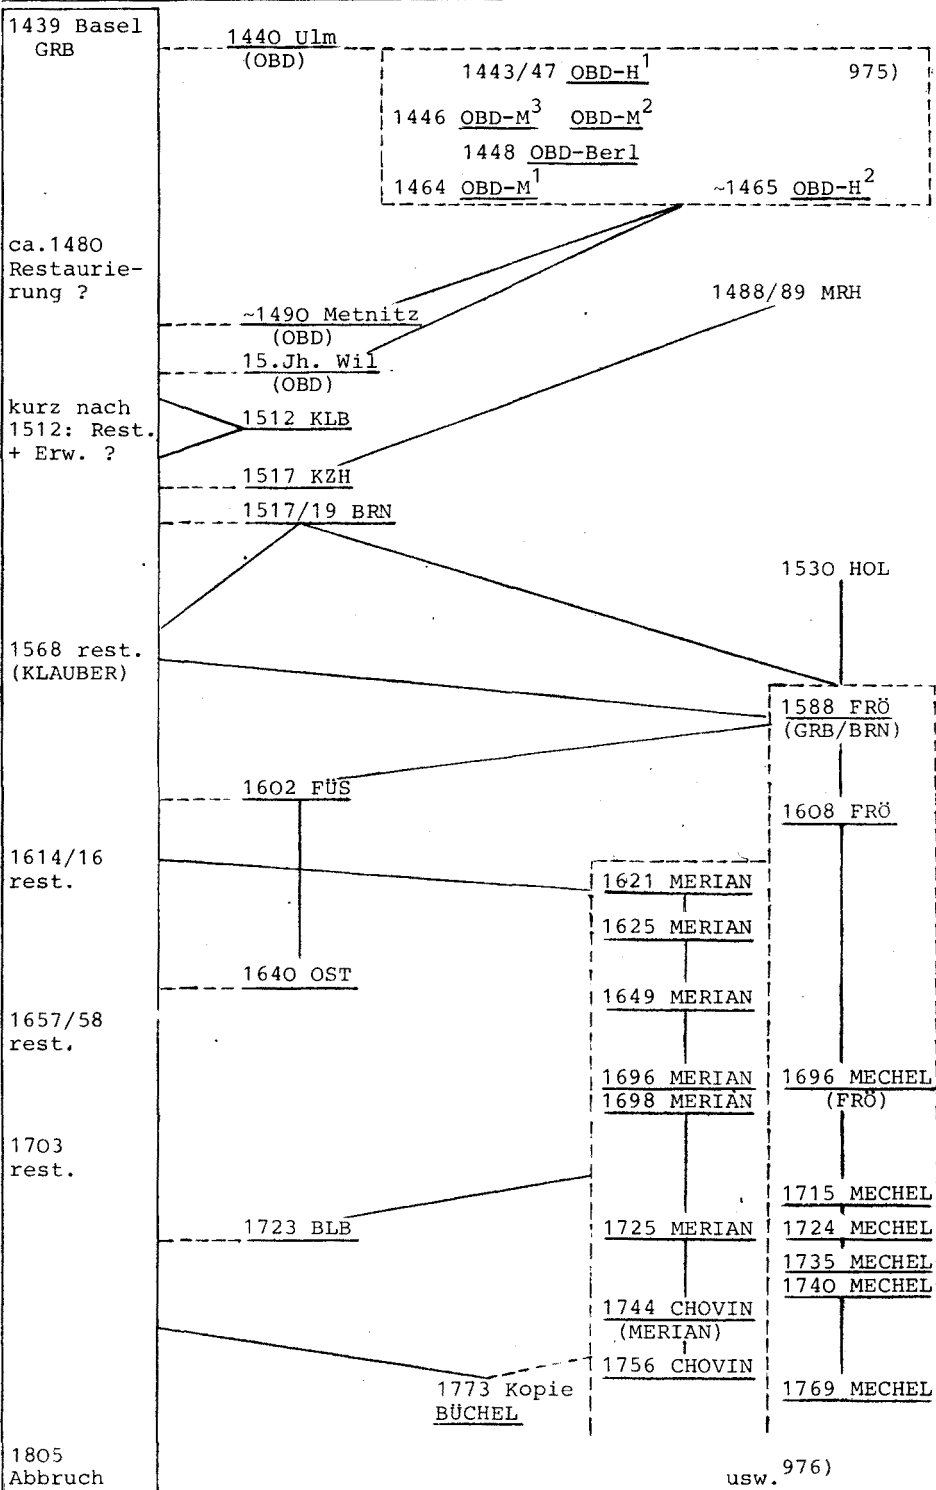 1439 Basel
GRB
1440 Ulm
(OBD)
1443/47 OBD-H¹ 975)
1446 OBD-M³ OBD-M²
1448 OBD-Berl
1464 OBD-M¹ ~1465 OBD-H²
ca.1480
Restaurie-
rung ?
1488/89 MRH
~1490 Metnitz
(OBD)
15.Jh. Wil
(OBD)
kurz nach
1512: Rest.
+ Erw. ?
1512 KLB
1517 KZH
1517/19 BRN
1530 HOL
1568 rest.
(KLAUBER)
1588 FRÖ
(GRB/BRN)
1602 FÜS
1608 FRÖ
1614/16
rest.
1621 MERIAN
1625 MERIAN
1640 OST
1649 MERIAN
1657/58
rest.
1696 MERIAN
1698 MERIAN
1696 MECHEL
(FRÖ)
1703
rest.
1715 MECHEL
1723 BLB
1725 MERIAN
1724 MECHEL
1735 MECHEL
1740 MECHEL
1744 CHOVIN
(MERIAN)
1756 CHOVIN
1773 Kopie
BÜCHEL
1769 MECHEL
1805
Abbruch
usw.976)